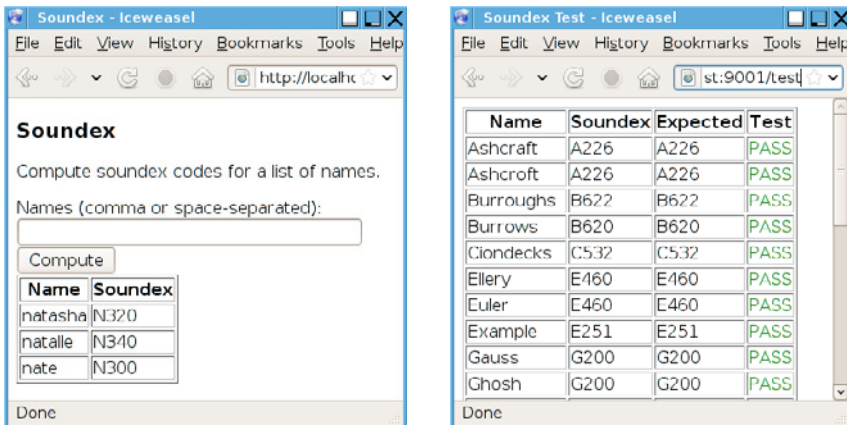 Soundex - Iceweasel
File Edit View History Bookmarks Tools Help
http://localhc
Soundex
Compute soundex codes for a list of names.
Names (comma or space-separated):
Compute
Name Soundex
natasha N320
natalle N340
nate N300
Done
Soundex Test - Iceweasel
File Edit View History Bookmarks Tools Help
st:9001/test
Name Soundex Expected Test
Ashcraft A226 A226 PASS
Ashcroft A226 A226 PASS
Burroughs B622 B622 PASS
Burrows B620 B620 PASS
Ciondecks C532 C532 PASS
Ellery E460 E460 PASS
Euler E460 E460 PASS
Example E251 E251 PASS
Gauss G200 G200 PASS
Ghosh G200 G200 PASS
Done